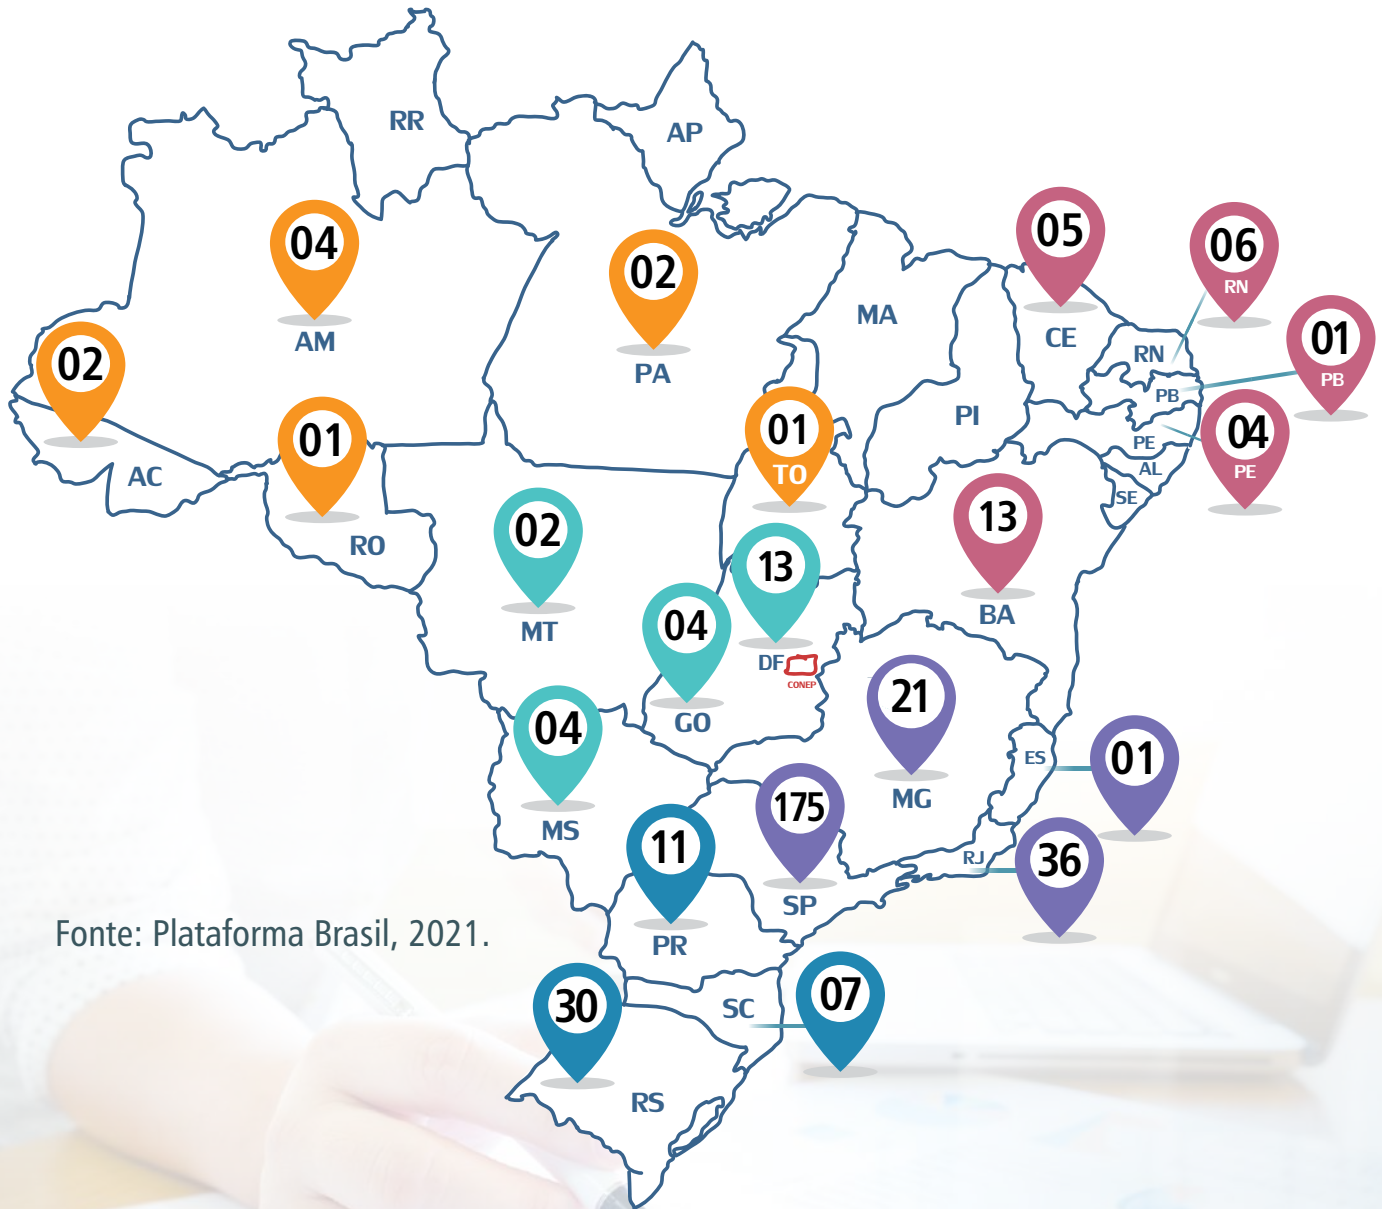 RR
AP
04
AM
02
PA
05
CE
06
RN
RN
01
PB
PB
04
PE
PE
MA
PI
AL
SE
02
AC
01
RO
01
TO
02
MT
13
DF
CONEP
13
BA
04
GO
04
MS
21
MG
ES
01
175
SP
RJ
36
11
PR
Fonte: Plataforma Brasil, 2021.
SC
07
30
RS